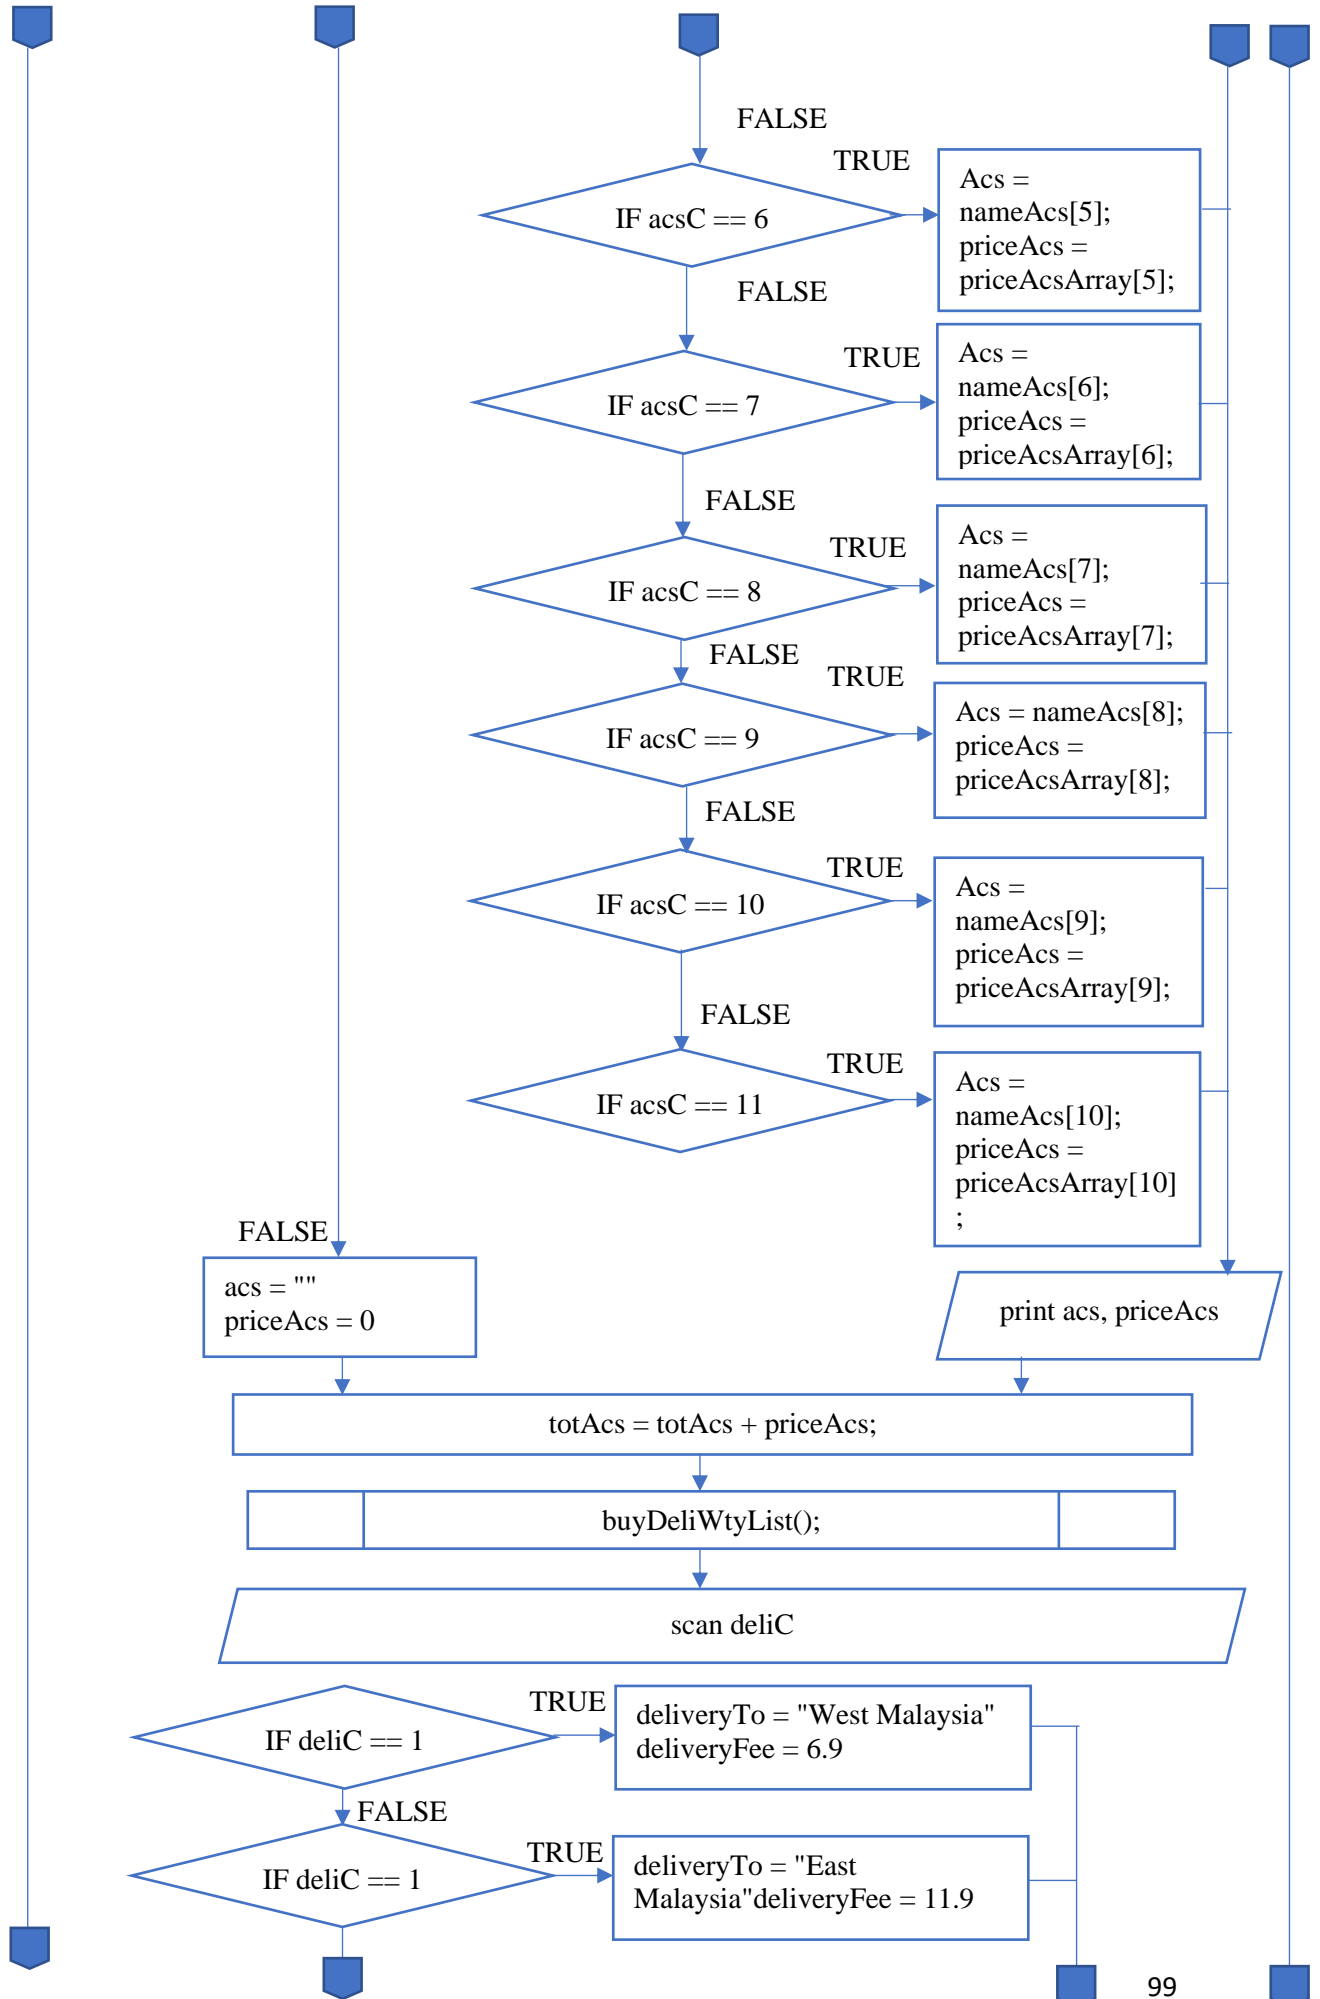 FALSE
TRUE
IF acsC == 6
Acs =
nameAcs[5];
priceAcs =
priceAcsArray[5];
FALSE
TRUE
IF acsC == 7
Acs =
nameAcs[6];
priceAcs =
priceAcsArray[6];
FALSE
TRUE
IF acsC == 8
Acs =
nameAcs[7];
priceAcs =
priceAcsArray[7];
FALSE
TRUE
IF acsC == 9
Acs = nameAcs[8];
priceAcs =
priceAcsArray[8];
FALSE
TRUE
IF acsC == 10
Acs =
nameAcs[9];
priceAcs =
priceAcsArray[9];
FALSE
TRUE
IF acsC == 11
Acs =
nameAcs[10];
priceAcs =
priceAcsArray[10]
;
FALSE
acs = ""
priceAcs = 0
print acs, priceAcs
totAcs = totAcs + priceAcs;
buyDeliWtyList();
scan deliC
IF deliC == 1
TRUE
deliveryTo = "West Malaysia"
deliveryFee = 6.9
FALSE
IF deliC == 1
TRUE
deliveryTo = "East
Malaysia"deliveryFee = 11.9
99